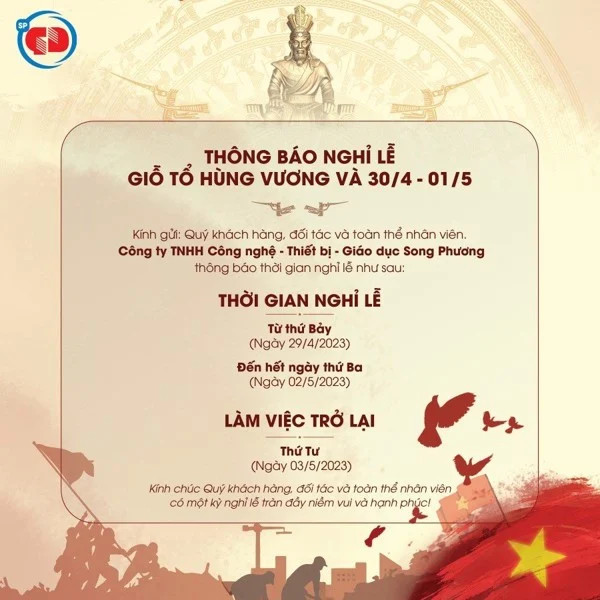 SP
THÔNG BÁO NGHỈ LỄ
GIỖ TỔ HÙNG VƯƠNG VÀ 30/4 - 01/5
Kính gửi: Quý khách hàng, đối tác và toàn thể nhân viên.
Công ty TNHH Công nghệ - Thiết bị - Giáo dục Song Phương
thông báo thời gian nghỉ lễ như sau:
THỜI GIAN NGHỈ LỄ
Từ thứ Bảy
(Ngày 29/4/2023)
Đến hết ngày thứ Ba
(Ngày 02/5/2023)
LÀM VIỆC TRỞ LẠI
Thứ Tư
(Ngày 03/5/2023)
Kính chúc Quý khách hàng, đối tác và toàn thể nhân viên
có một kỳ nghỉ lễ tràn đầy niềm vui và hạnh phúc!